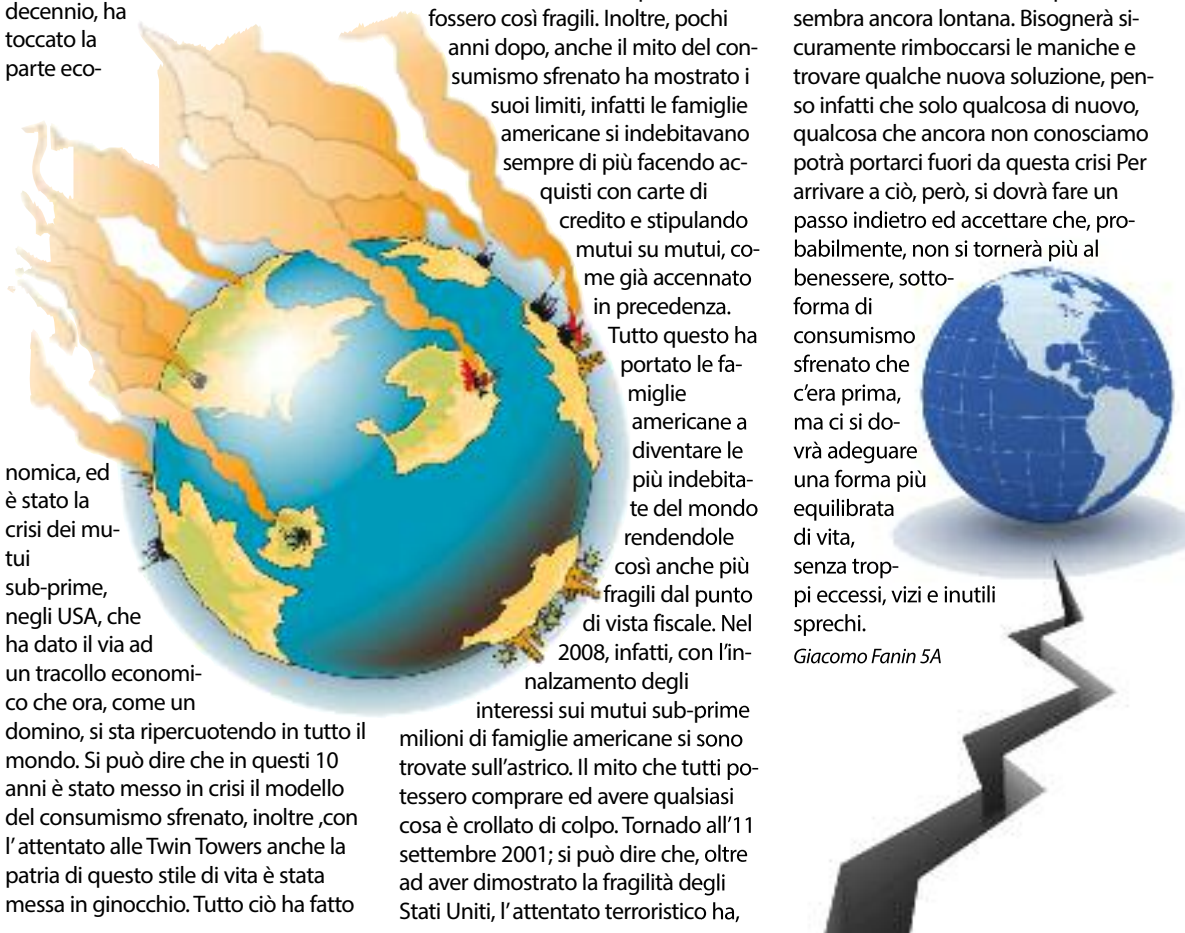 decennio, ha
toccato la
parte eco-
nomica, ed
è stato la
crisi dei mu-
tui
sub-prime,
negli USA, che
ha dato il via ad
un tracollo economi-
co che ora, come un
domino, si sta ripercuotendo in tutto il
mondo. Si può dire che in questi 10
anni è stato messo in crisi il modello
del consumismo sfrenato, inoltre ,con
l'attentato alle Twin Towers anche la
patria di questo stile di vita è stata
messa in ginocchio. Tutto ciò ha fatto
fossero così fragili. Inoltre, pochi
anni dopo, anche il mito del con-
sumismo sfrenato ha mostrato i
suoi limiti, infatti le famiglie
americane si indebitavano
sempre di più facendo ac-
quisti con carte di
credito e stipulando
mutui su mutui, co-
me già accennato
in precedenza.
Tutto questo ha
portato le fa-
miglie
americane a
diventare le
più indebita-
te del mondo
rendendole
così anche più
fragili dal punto
di vista fiscale. Nel
2008, infatti, con l'in-
nalzamento degli
interessi sui mutui sub-prime
milioni di famiglie americane si sono
trovate sull'astrico. Il mito che tutti po-
tessero comprare ed avere qualsiasi
cosa è crollato di colpo. Tornado all'11
settembre 2001; si può dire che, oltre
ad aver dimostrato la fragilità degli
Stati Uniti, l'attentato terroristico ha,
sembra ancora lontana. Bisognerà si-
curamente rimboccarsi le maniche e
trovare qualche nuova soluzione, pen-
so infatti che solo qualcosa di nuovo,
qualcosa che ancora non conosciamo
potrà portarci fuori da questa crisi Per
arrivare a ciò, però, si dovrà fare un
passo indietro ed accettare che, pro-
babilmente, non si tornerà più al
benessere, sotto-
forma di
consumismo
sfrenato che
c'era prima,
ma ci si do-
vrà adeguare
una forma più
equilibrata
di vita,
senza trop-
pi eccessi, vizi e inutili
sprechi.
Giacomo Fanin 5A